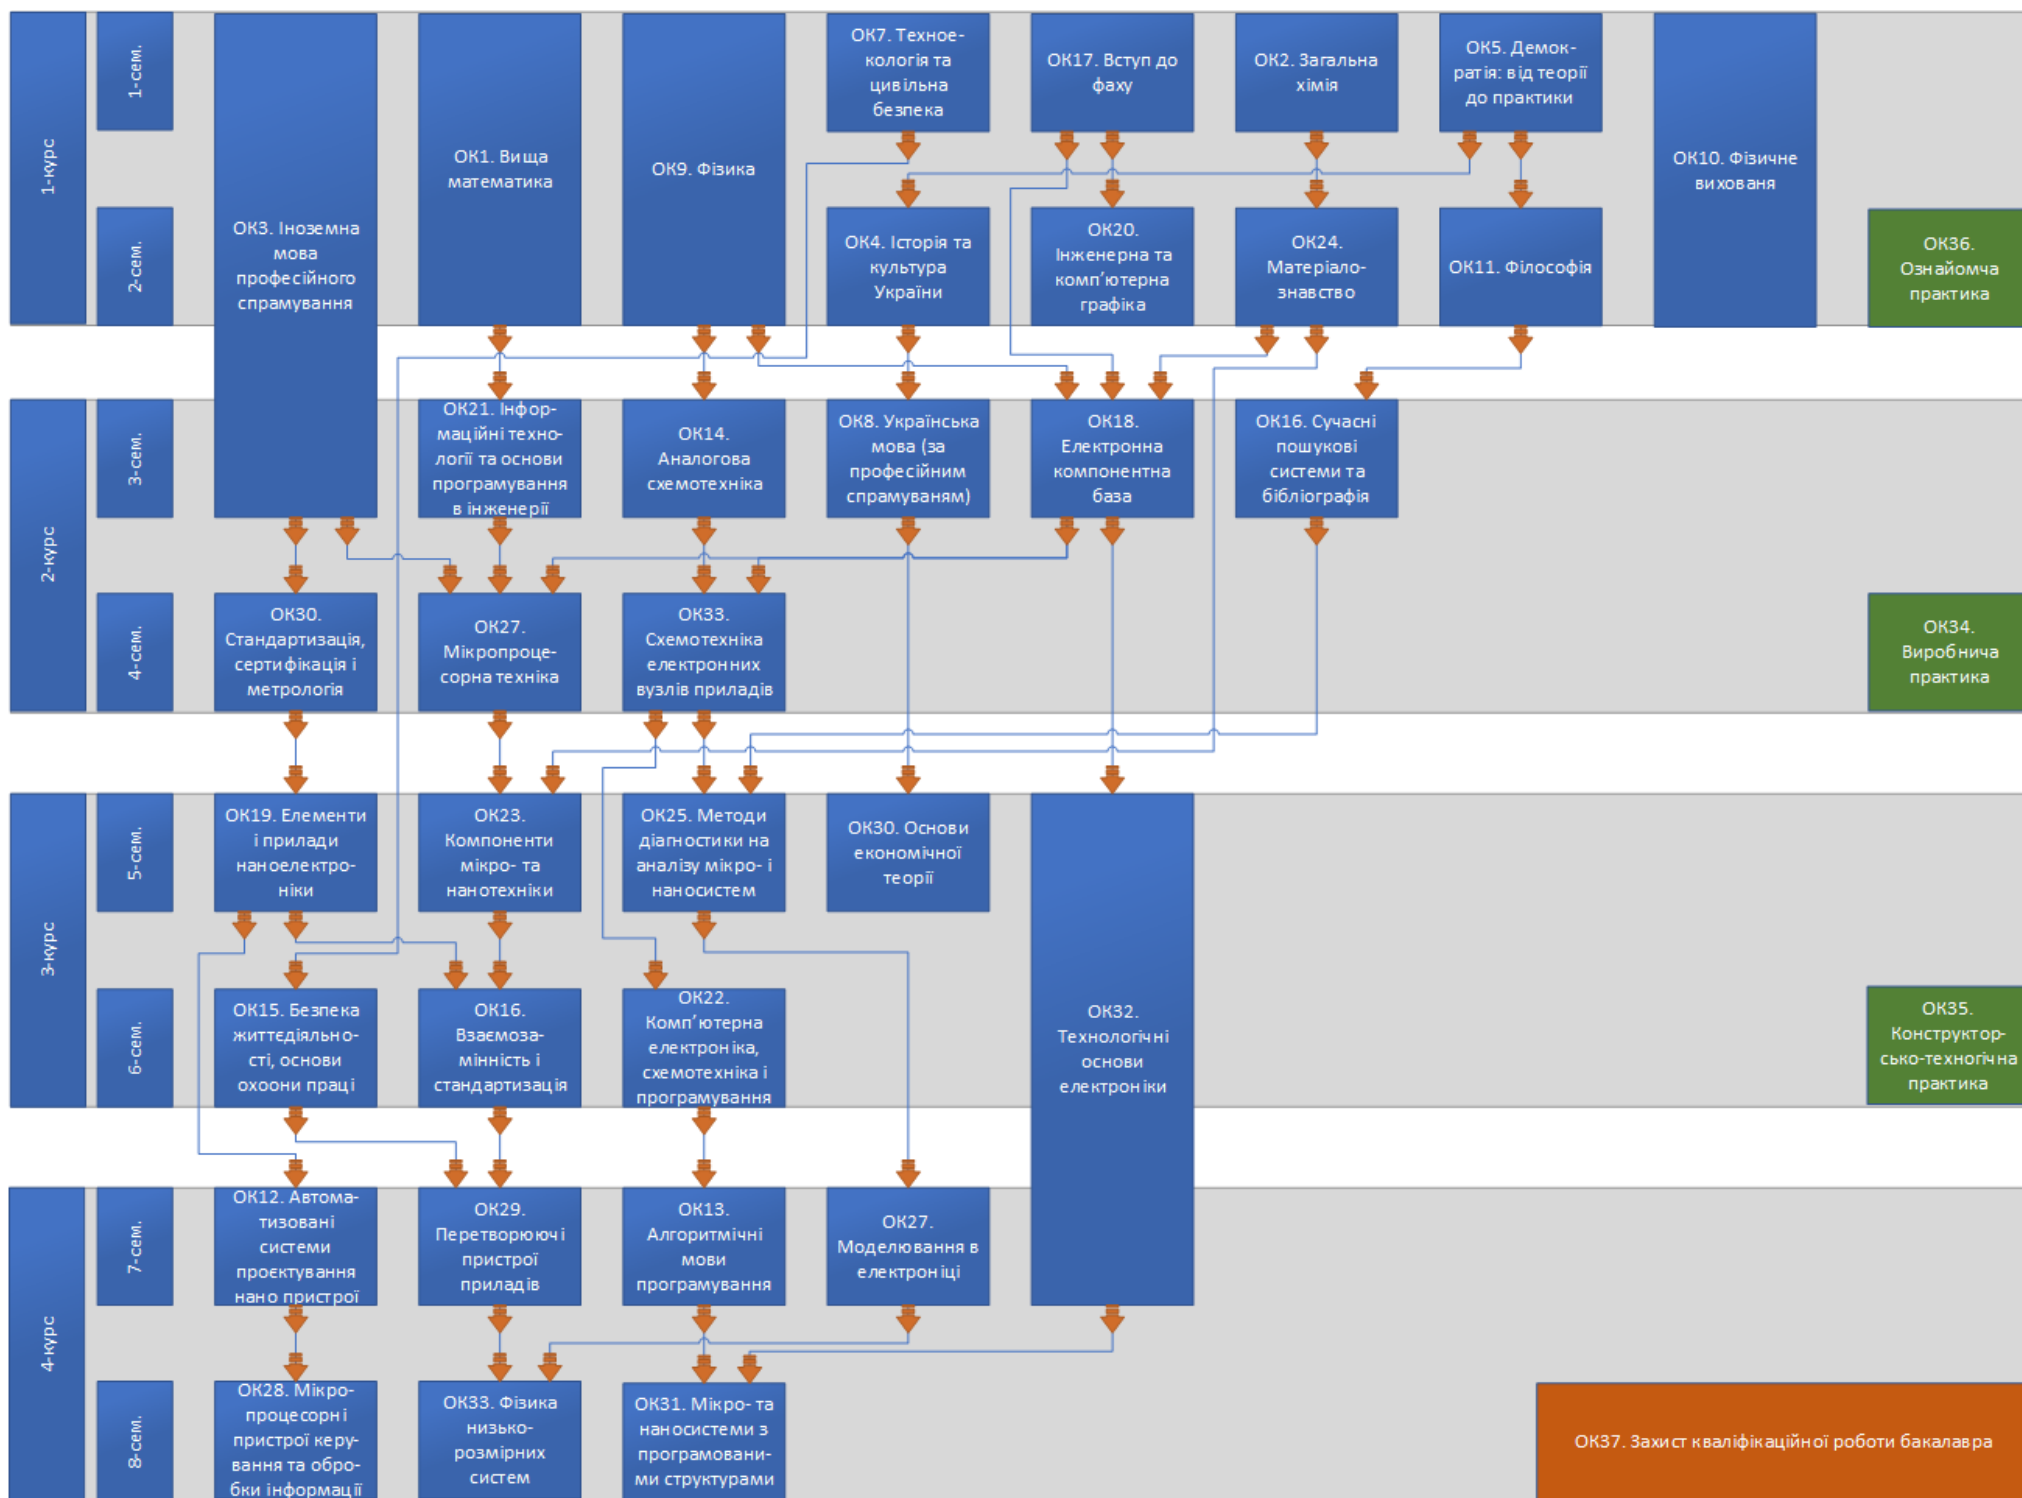 1-курс
1-сем.
2-сем.
ОК3. Іноземна
мова
професійного
спрамування
ОК1. Вища
математика
ОК9. Фізика
ОК7. Техное-
кологія та
цивільна
безпека
ОК17. Вступ до
фаху
ОК2. Загальна
хімія
ОК5. Демок-
ратія: від теорії
до практики
ОК10. Фізичне
виховання
ОК4. Історія та
культура
України
ОК20.
Інженерна та
комп’ютерна
графіка
ОК24.
Матеріало-
знавство
ОК11. Філософія
ОК36.
Ознайомча
практика
2-курс
3-сем.
4-сем.
ОК21. Інфор-
маційні техно-
логії та основи
програмування
в інженерії
ОК14.
Аналогова
схемотехніка
ОК8. Українська
мова (за
професійним
спрамуваням)
ОК18.
Електронна
компонентна
база
ОК16. Сучасні
пошукові
системи та
бібліографія
ОК30.
Стандартизація,
сертифікація і
метрологія
ОК27.
Мікропроце-
сорна техніка
ОК33.
Схемотехніка
електронних
вузлів приладів
ОК34.
Виробнича
практика
3-курс
5-сем.
6-сем.
ОК19. Елементи
і прилади
наноелектро-
ніки
ОК23.
Компоненти
мікро- та
нанотехніки
ОК25. Методи
діагностики на
аналізу мікро- і
наносистем
ОК30. Основи
економічної
теорії
ОК32.
Технологічні
основи
електроніки
ОК15. Безпека
життєдіяльно-
сті, основи
охоони праці
ОК16.
Взаємоза-
мінність і
стандартизація
ОК22.
Комп’ютерна
електроніка,
схемотехніка і
програмування
ОК35.
Конструктор-
сько-техногічна
практика
4-курс
7-сем.
8-сем.
ОК12. Автома-
тизовані
системи
проєктування
нано пристрої
ОК29.
Перетворюючі
пристрої
приладів
ОК13.
Алгоритмічні
мови
програмування
ОК27.
Моделювання в
електроніці
ОК28. Мікро-
процесорні
пристрої керу-
вання та обро-
бки інформації
ОК33. Фізика
низько-
розмірних
систем
ОК31. Мікро- та
наносистеми з
програмовани-
ми структурами
ОК37. Захист кваліфікаційної роботи бакалавра